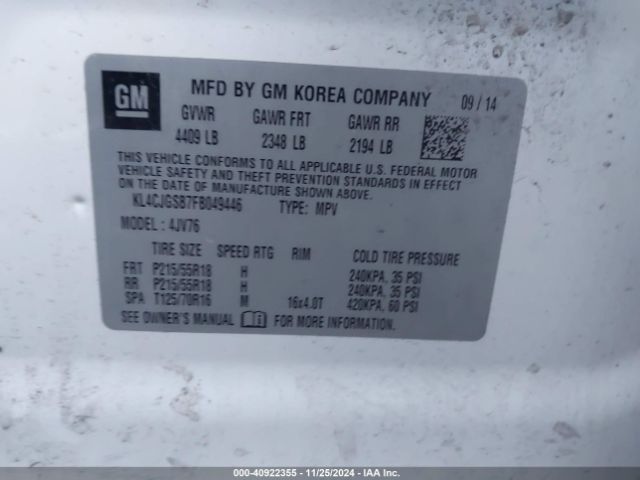 GM MFD BY GM KOREA COMPANY 09 / 14
GVWR GAWR FRT GAWR RR
4409 LB 2348 LB 2194 LB
THIS VEHICLE CONFORMS TO ALL APPLICABLE U.S. FEDERAL MOTOR
VEHICLE SAFETY AND THEFT PREVENTION STANDARDS IN EFFECT
ON THE DATE OF MANUFACTURE SHOWN ABOVE.
KL4CJGSB7FB049446 TYPE: MPV
MODEL : 4JV76
TIRE SIZE SPEED RTG RIM COLD TIRE PRESSURE
FRT P215/55R18 H 240KPA, 35 PSI
RR P215/55R18 H 240KPA, 35 PSI
SPA T125/70R16 M 16x4.0T 420KPA, 60 PSI
SEE OWNER'S MANUAL FOR MORE INFORMATION.
000-40922355 - 11/25/2024 - IAA Inc.